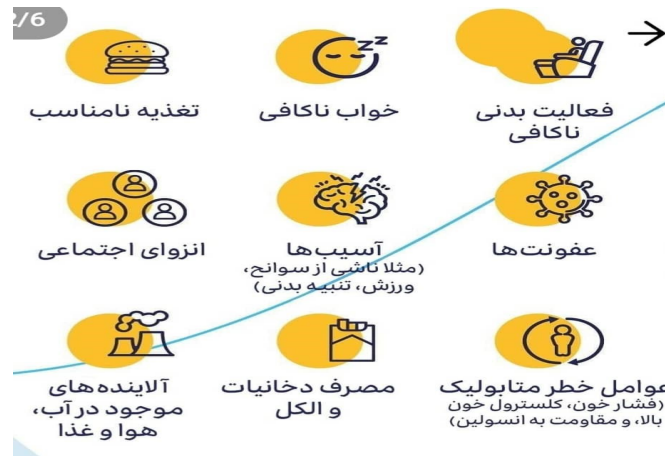 2/6
فعالیت بدنی
ناکافی
خواب ناکافی
تغذیه نامناسب
عفونت‌ها
آسیب‌ها
(مثلا ناشی از سوانح،
ورزش، تنبیه بدنی)
انزوای اجتماعی
عوامل خطر متابولیک
(فشار خون، کلسترول خون
بالا، و مقاومت به انسولین)
مصرف دخانیات
و الکل
آلاینده‌های
موجود در آب،
هوا و غذا